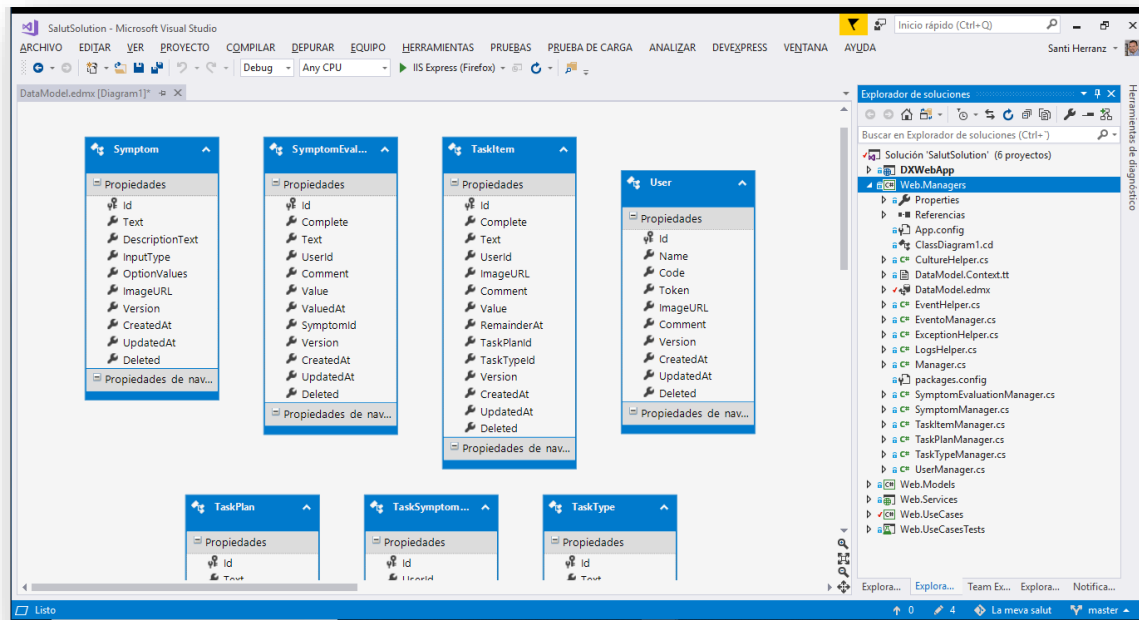 SalutSolution - Microsoft Visual Studio
Inicio rápido (Ctrl+Q)
ARCHIVO EDITAR VER PROYECTO COMPILAR DEPURAR EQUIPO HERRAMIENTAS PRUEBAS PRUEBA DE CARGA ANALIZAR DEVEXPRESS VENTANA AYUDA
Santi Herranz
Debug Any CPU IIS Express (Firefox)
DataModel.edmx [Diagram1]*
Symptom
Propiedades
Id
Text
DescriptionText
InputType
OptionValues
ImageURL
Version
CreatedAt
UpdatedAt
Deleted
Propiedades de nav...
SymptomEval...
Propiedades
Id
Complete
Text
UserId
Comment
Value
ValuedAt
SymptomId
Version
CreatedAt
UpdatedAt
Deleted
Propiedades de nav...
TaskItem
Propiedades
Id
Complete
Text
UserId
ImageURL
Comment
Value
RemainderAt
TaskPlanId
TaskTypeId
Version
CreatedAt
UpdatedAt
Deleted
Propiedades de nav...
User
Propiedades
Id
Name
Code
Token
ImageURL
Comment
Version
CreatedAt
UpdatedAt
Deleted
Propiedades de nav...
TaskPlan
Propiedades
Id
Text
TaskSymptom...
Propiedades
Id
UserId
TaskType
Propiedades
Id
Text
Explorador de soluciones
Buscar en Explorador de soluciones (Ctrl+`)
Solución 'SalutSolution' (6 proyectos)
DXWebApp
Web.Managers
Properties
Referencias
App.config
ClassDiagram1.cd
CultureHelper.cs
DataModel.Context.tt
DataModel.edmx
EventHelper.cs
EventoManager.cs
ExceptionHelper.cs
LogsHelper.cs
Manager.cs
packages.config
SymptomEvaluationManager.cs
SymptomManager.cs
TaskItemManager.cs
TaskPlanManager.cs
TaskTypeManager.cs
UserManager.cs
Web.Models
Web.Services
Web.UseCases
Web.UseCasesTests
Explora... Explora... Team Ex... Explora... Notifica...
Herramientas de diagnóstico
Listo
0 4 La meva salut master